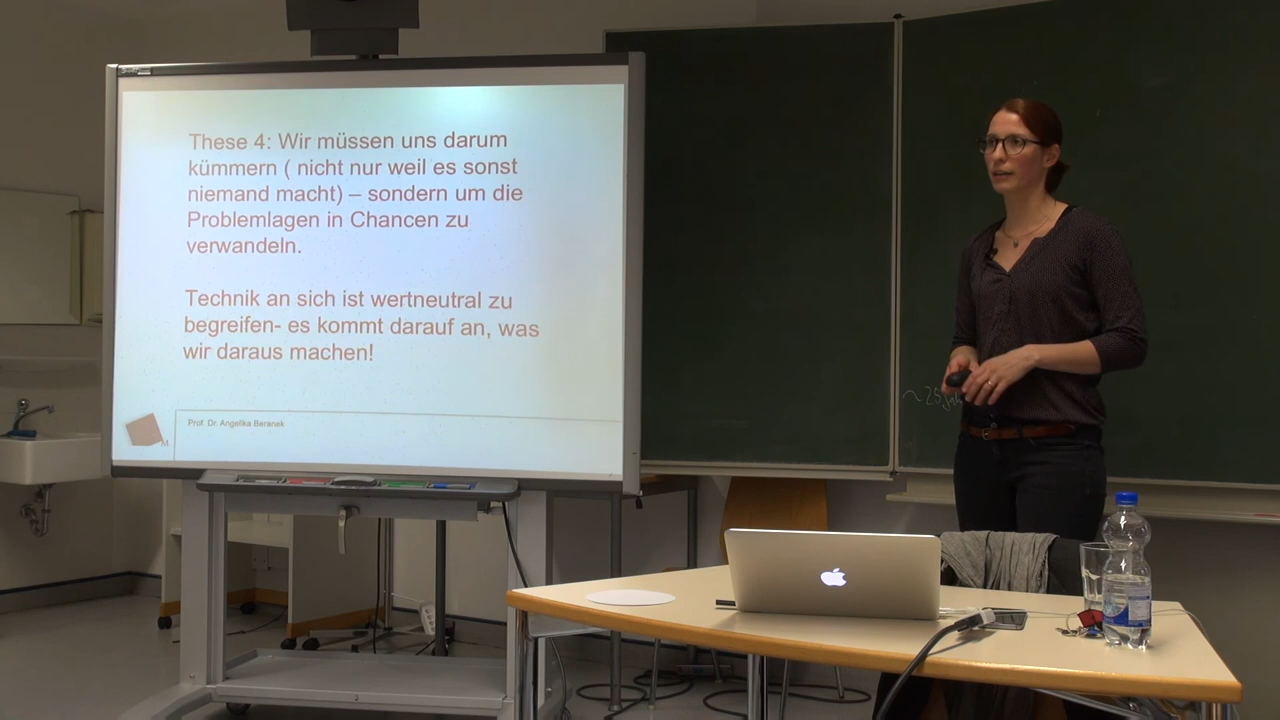 These 4: Wir müssen uns darum
kümmern ( nicht nur weil es sonst
niemand macht) – sondern um die
Problemlagen in Chancen zu
verwandeln.
Technik an sich ist wertneutral zu
begreifen- es kommt darauf an, was
wir daraus machen!
Prof. Dr. Angelika Beranek
M